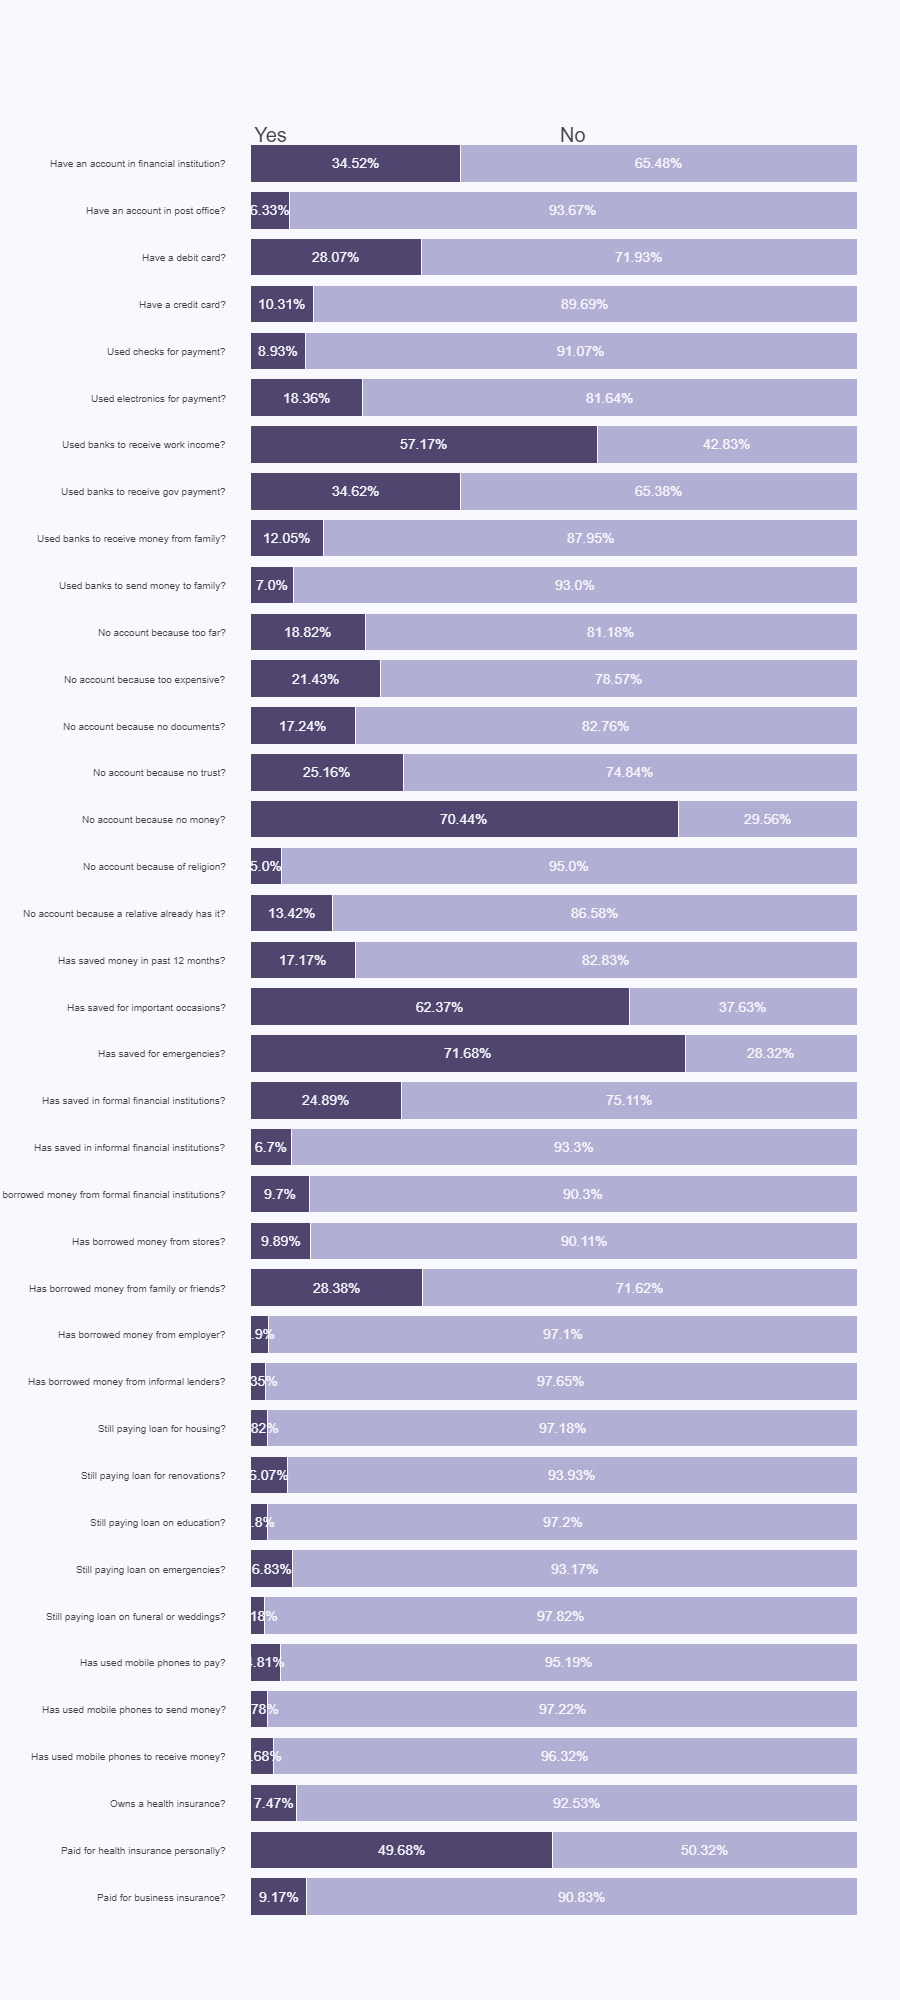 Yes No
Have an account in financial institution? 34.52% 65.48%
Have an account in post office? 6.33% 93.67%
Have a debit card? 28.07% 71.93%
Have a credit card? 10.31% 89.69%
Used checks for payment? 8.93% 91.07%
Used electronics for payment? 18.36% 81.64%
Used banks to receive work income? 57.17% 42.83%
Used banks to receive gov payment? 34.62% 65.38%
Used banks to receive money from family? 12.05% 87.95%
Used banks to send money to family? 7.0% 93.0%
No account because too far? 18.82% 81.18%
No account because too expensive? 21.43% 78.57%
No account because no documents? 17.24% 82.76%
No account because no trust? 25.16% 74.84%
No account because no money? 70.44% 29.56%
No account because of religion? 5.0% 95.0%
No account because a relative already has it? 13.42% 86.58%
Has saved money in past 12 months? 17.17% 82.83%
Has saved for important occasions? 62.37% 37.63%
Has saved for emergencies? 71.68% 28.32%
Has saved in formal financial institutions? 24.89% 75.11%
Has saved in informal financial institutions? 6.7% 93.3%
borrowed money from formal financial institutions? 9.7% 90.3%
Has borrowed money from stores? 9.89% 90.11%
Has borrowed money from family or friends? 28.38% 71.62%
Has borrowed money from employer? .9% 97.1%
Has borrowed money from informal lenders? 35% 97.65%
Still paying loan for housing? 82% 97.18%
Still paying loan for renovations? 6.07% 93.93%
Still paying loan on education? .8% 97.2%
Still paying loan on emergencies? 6.83% 93.17%
Still paying loan on funeral or weddings? 18% 97.82%
Has used mobile phones to pay? .81% 95.19%
Has used mobile phones to send money? 78% 97.22%
Has used mobile phones to receive money? .68% 96.32%
Owns a health insurance? 7.47% 92.53%
Paid for health insurance personally? 49.68% 50.32%
Paid for business insurance? 9.17% 90.83%